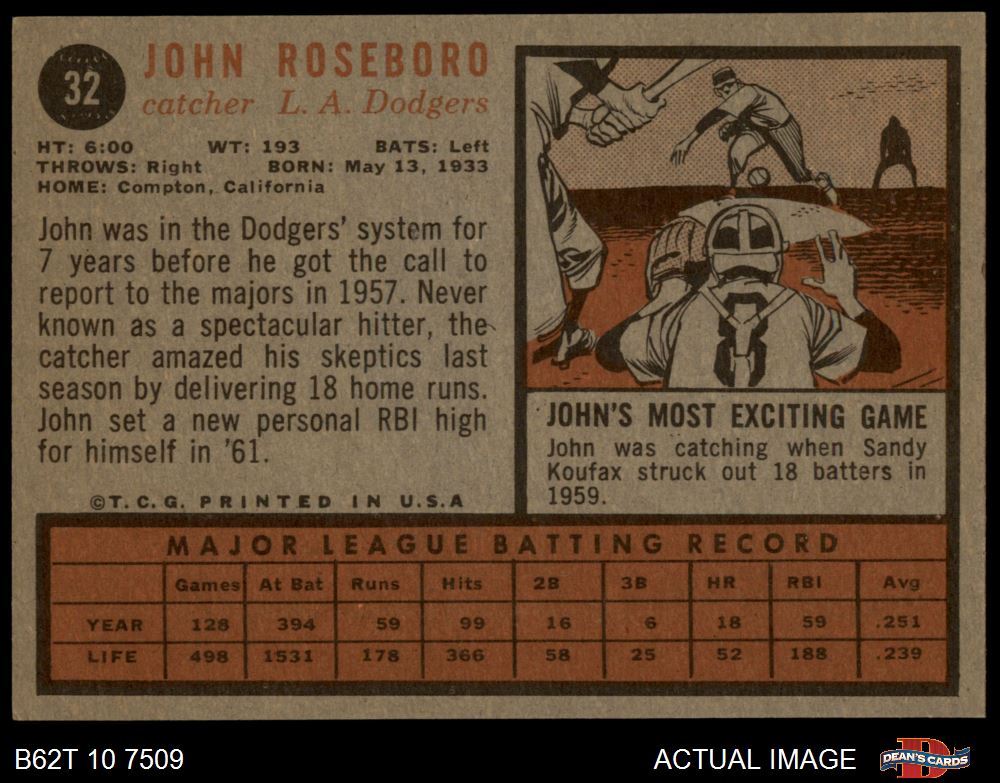 32
JOHN ROSEBORO
catcher L. A. Dodgers
HT: 6:00 WT: 193 BATS: Left
THROWS: Right BORN: May 13, 1933
HOME: Compton, California
John was in the Dodgers' system for
7 years before he got the call to
report to the majors in 1957. Never
known as a spectacular hitter, the
catcher amazed his skeptics last
season by delivering 18 home runs.
John set a new personal RBI high
for himself in '61.
©T. C. G. PRINTED IN U.S.A
8
JOHN'S MOST EXCITING GAME
John was catching when Sandy
Koufax struck out 18 batters in
1959.
MAJOR LEAGUE BATTING RECORD
Games At Bat Runs Hits 2B 3B HR RBI Avg
YEAR 128 394 59 99 16 6 18 59 .251
LIFE 498 1531 178 366 58 25 52 188 .239
B62T 10 7509
ACTUAL IMAGE
D
DEAN'S CARDS